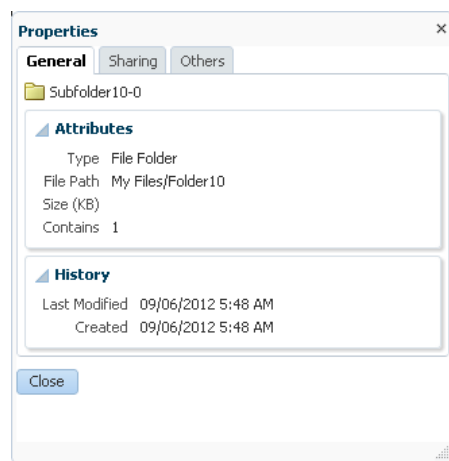 Properties
General Sharing Others
Subfolder10-0
Attributes
Type File Folder
File Path My Files/Folder10
Size (KB)
Contains 1
History
Last Modified 09/06/2012 5:48 AM
Created 09/06/2012 5:48 AM
Close